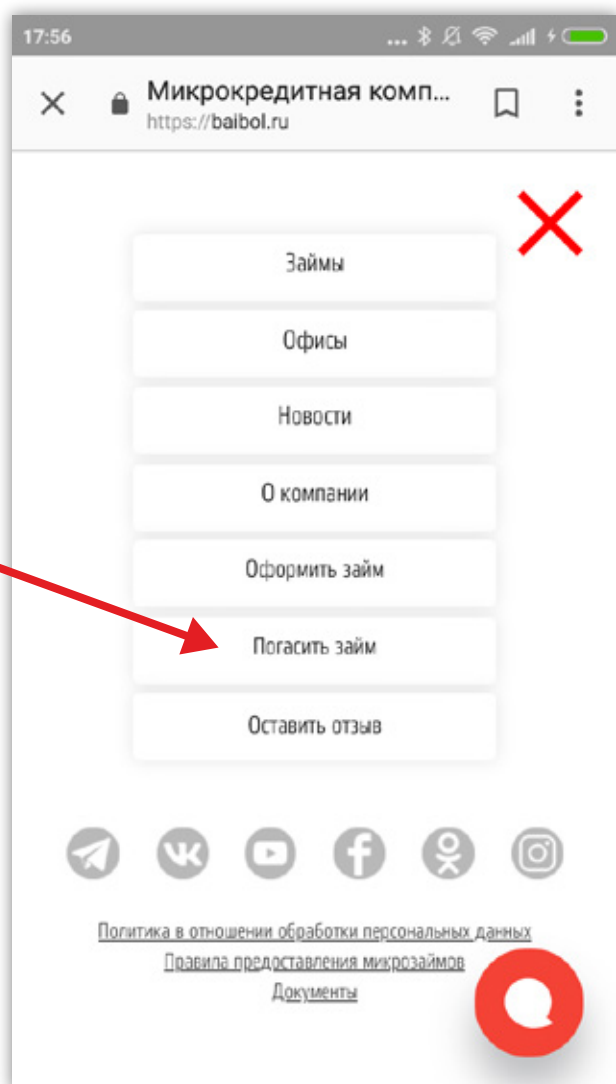 17:56
Микрокредитная комп...
https://baibol.ru
Займы
Офисы
Новости
О компании
Оформить займ
Погасить займ
Оставить отзыв
Политика в отношении обработки персональных данных
Правила предоставления микрозаймов
Документы